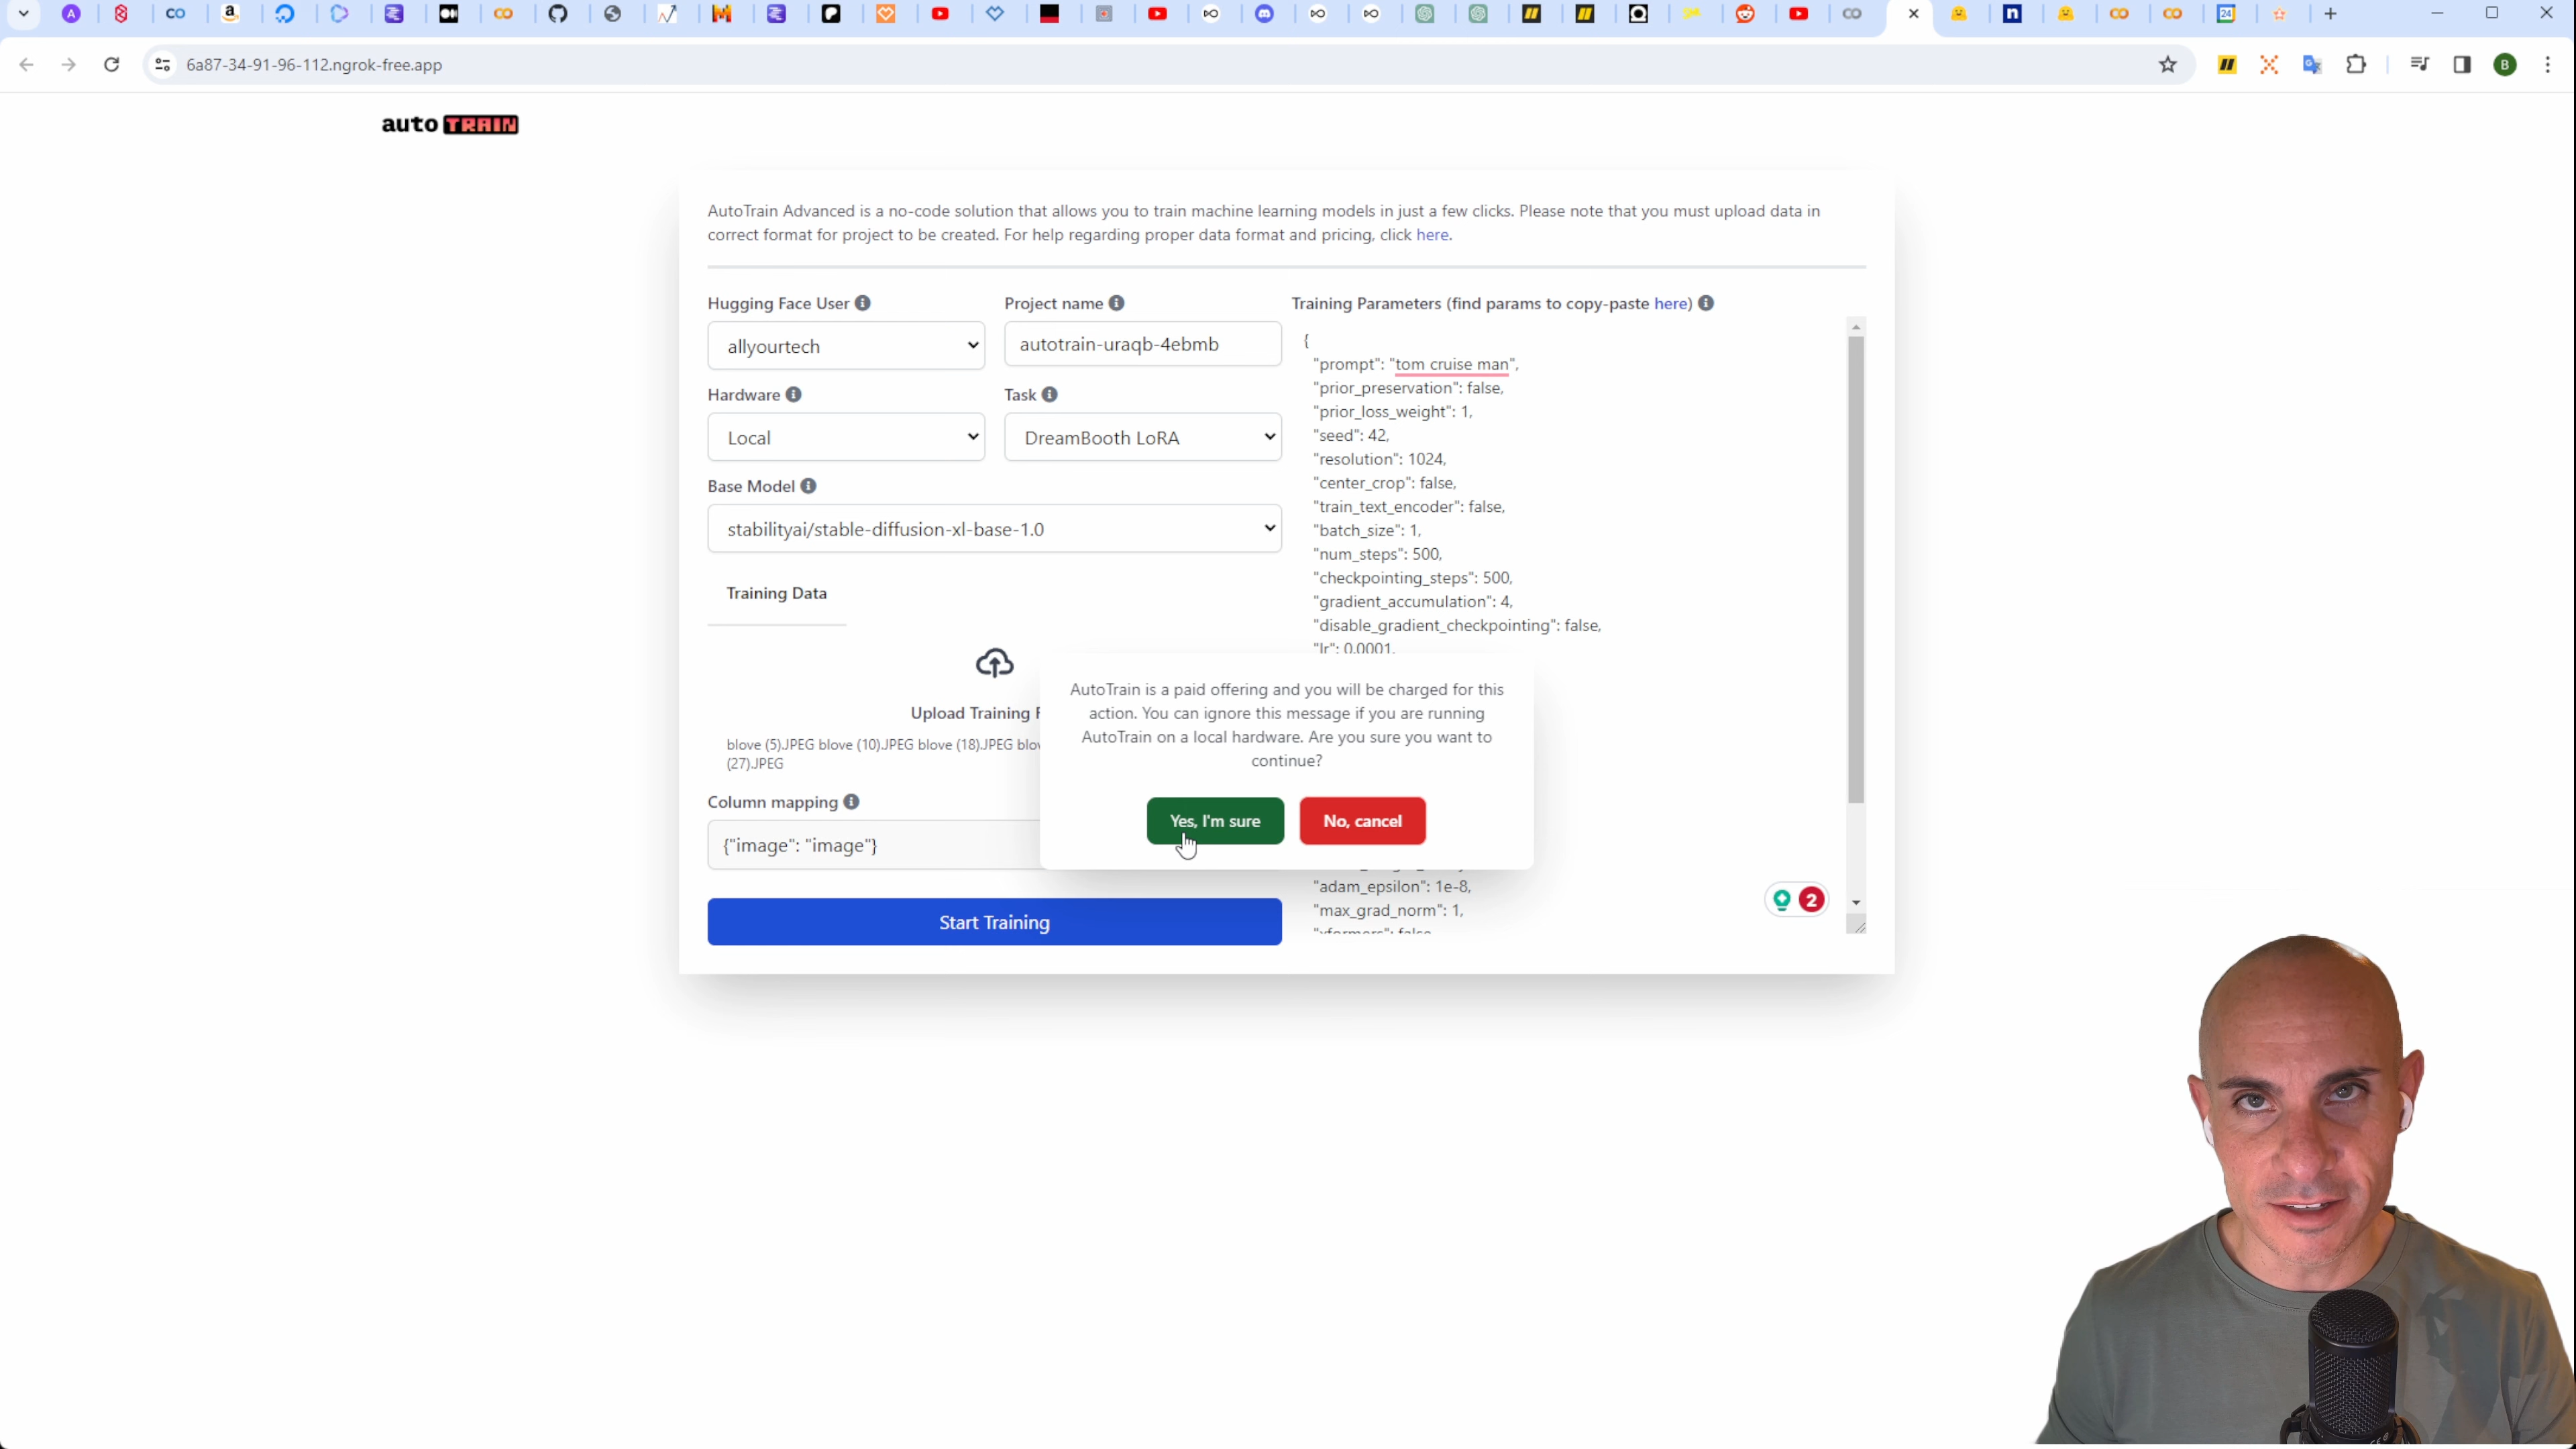 6a87-34-91-96-112.ngrok-free.app
B
auto TRAIN
AutoTrain Advanced is a no-code solution that allows you to train machine learning models in just a few clicks. Please note that you must upload data in
correct format for project to be created. For help regarding proper data format and pricing, click here.
Hugging Face User
Project name
Training Parameters (find params to copy-paste here)
allyourtech
autotrain-uraqb-4ebmb
Hardware
Task
Local
DreamBooth LoRA
Base Model
stabilityai/stable-diffusion-xl-base-1.0
Training Data
Upload Training F
blove (5).JPEG blove (10).JPEG blove (18).JPEG blov
(27).JPEG
Column mapping
{"image": "image"}
Start Training
{
"prompt": "tom cruise man",
"prior_preservation": false,
"prior_loss_weight": 1,
"seed": 42,
"resolution": 1024,
"center_crop": false,
"train_text_encoder": false,
"batch_size": 1,
"num_steps": 500,
"checkpointing_steps": 500,
"gradient_accumulation": 4,
"disable_gradient_checkpointing": false,
"lr": 0.0001,
AutoTrain is a paid offering and you will be charged for this
action. You can ignore this message if you are running
AutoTrain on a local hardware. Are you sure you want to
continue?
Yes, I'm sure
No, cancel
"adam_epsilon": 1e-8,
"max_grad_norm": 1,
"xformers": false
2